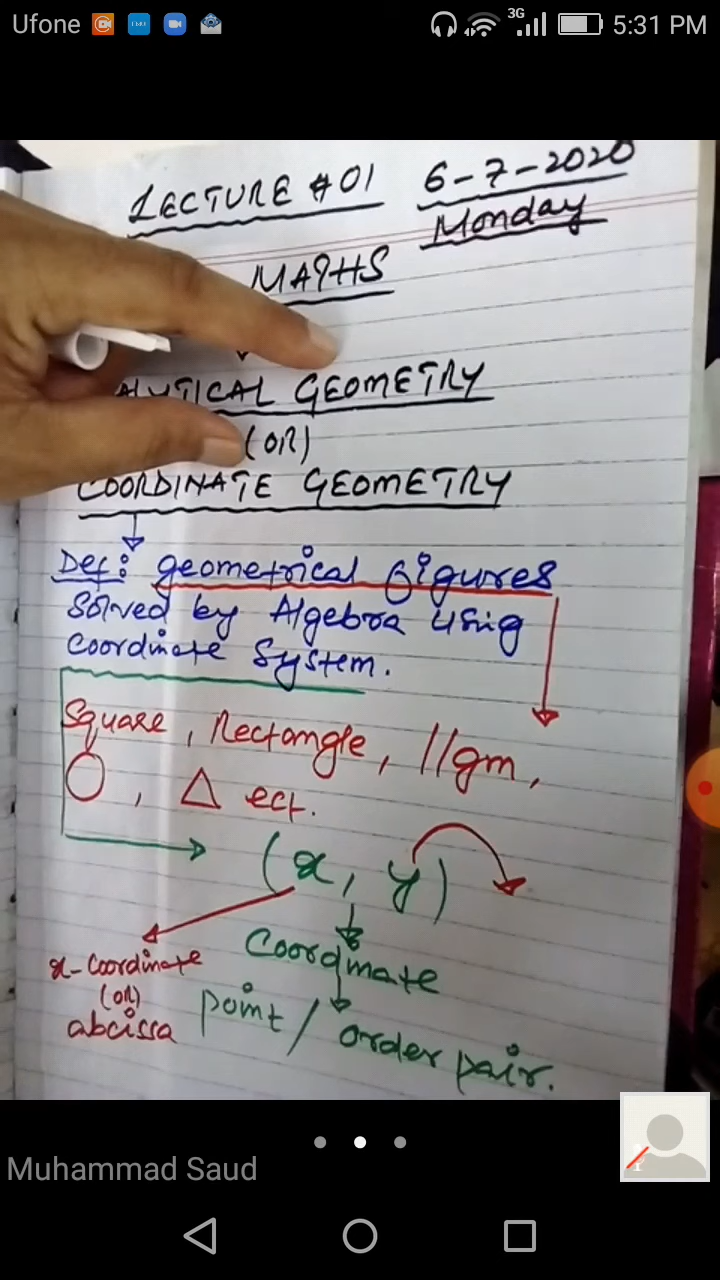 Ufone 3G 5:31 PM
LECTURE #01 6-7-2020
Monday
MATHS
ALYTICAL GEOMETRY
(OR)
COORDINATE GEOMETRY
Def: geometrical figures
Solved by Algebra using
Coordinate System.
Square, Rectangle, //gm,
○, △ ect.
(x, y)
x-Coordinate
(OR)
abcissa
Coordinate
point / order pair.
Muhammad Saud